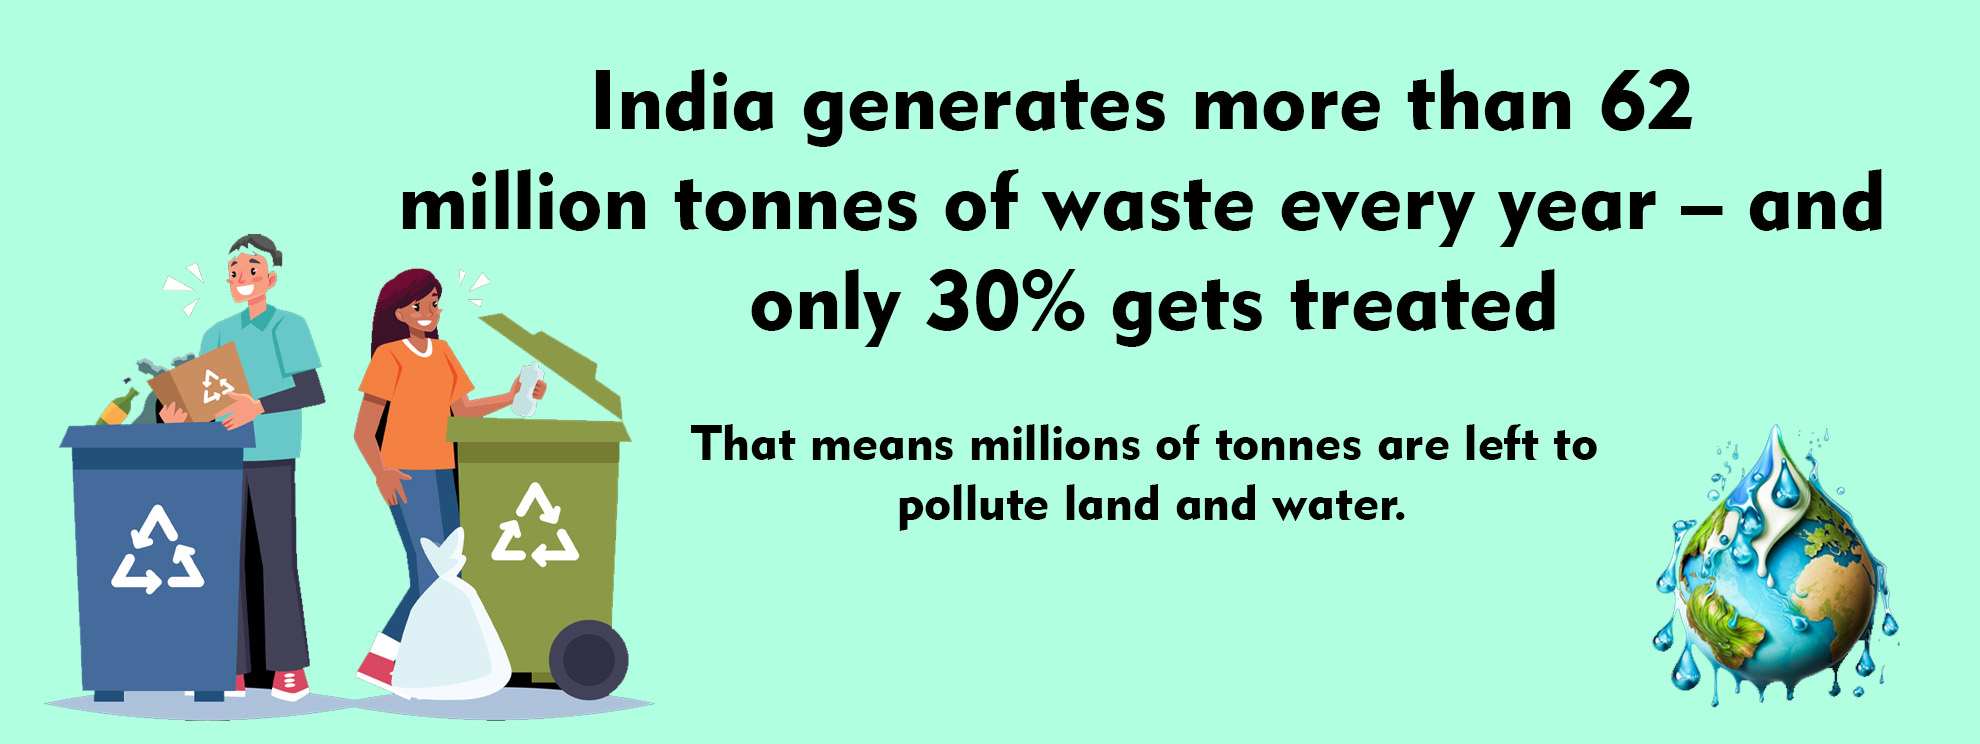 India generates more than 62
million tonnes of waste every year – and
only 30% gets treated
That means millions of tonnes are left to
pollute land and water.